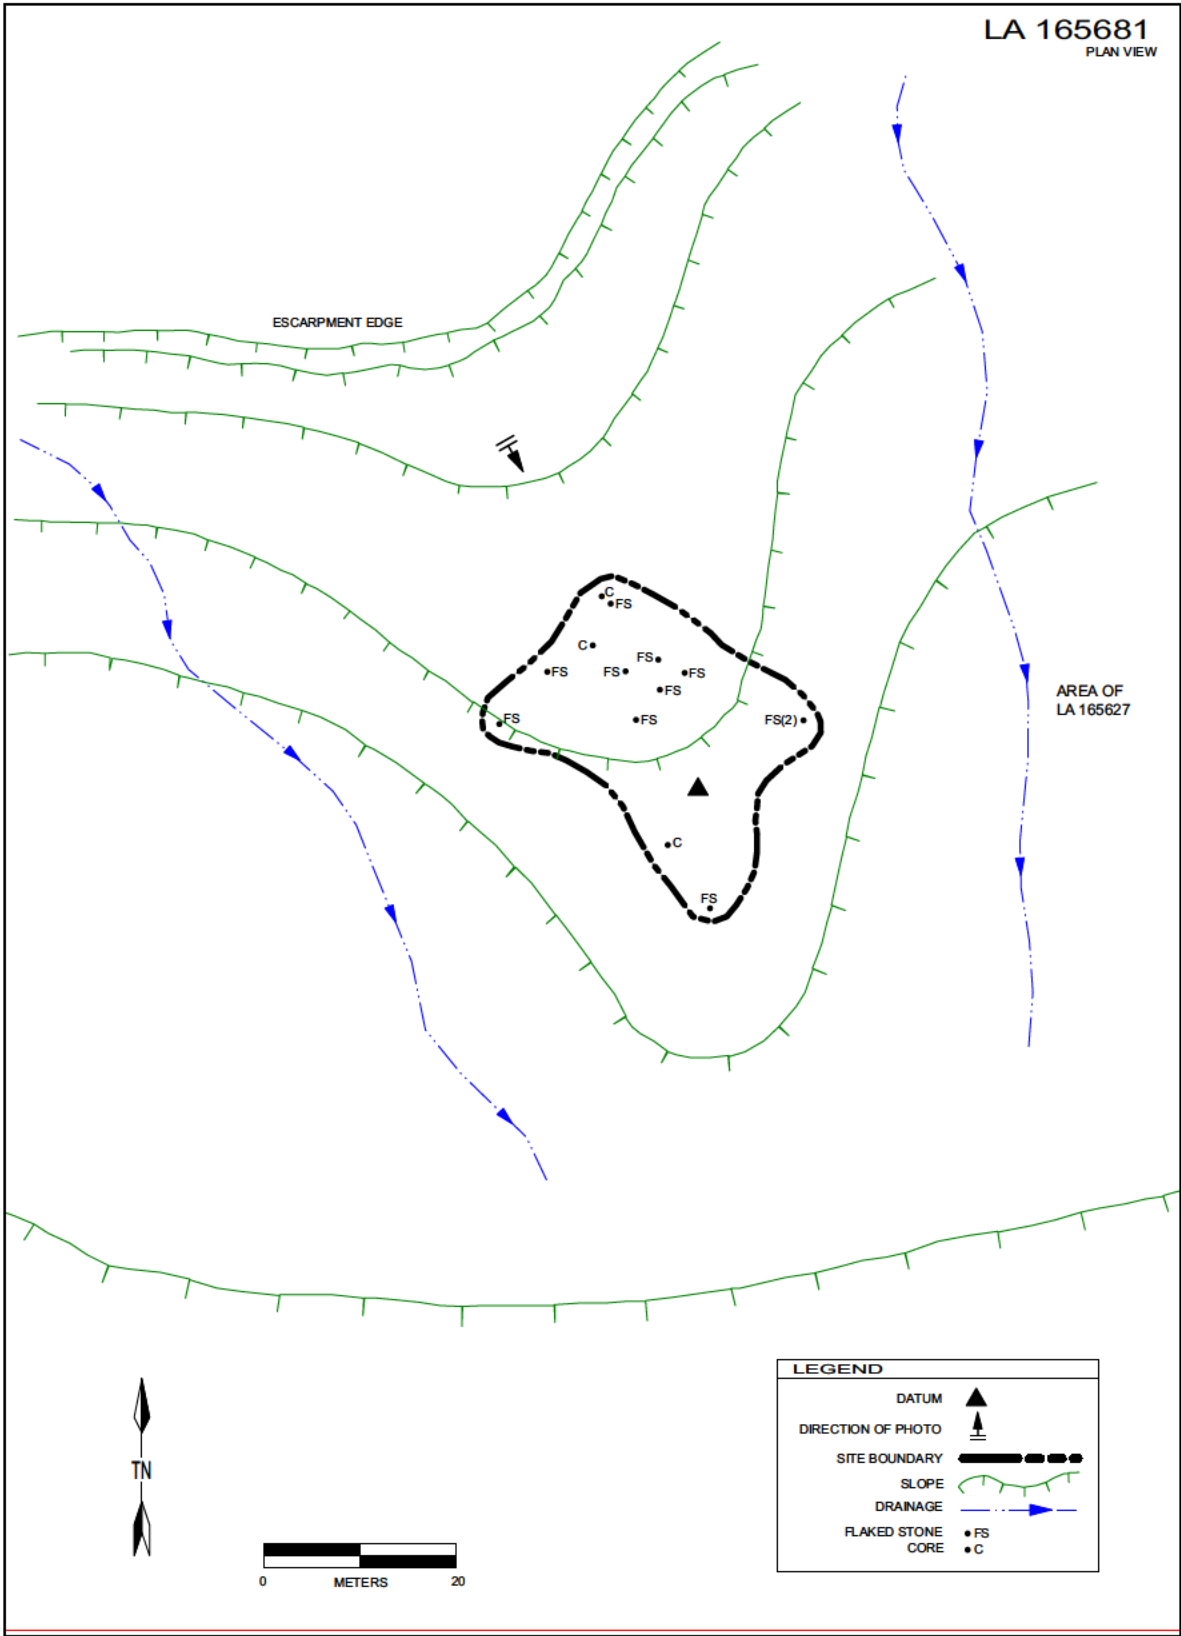 LA 165681
PLAN VIEW
ESCARPMENT EDGE
C
FS
C
FS
FS
FS
FS
FS
FS
FS
FS(2)
AREA OF
LA 165627
C
FS
LEGEND
DATUM
DIRECTION OF PHOTO
SITE BOUNDARY
SLOPE
DRAINAGE
FLAKED STONE FS
CORE C
TN
0 METERS 20